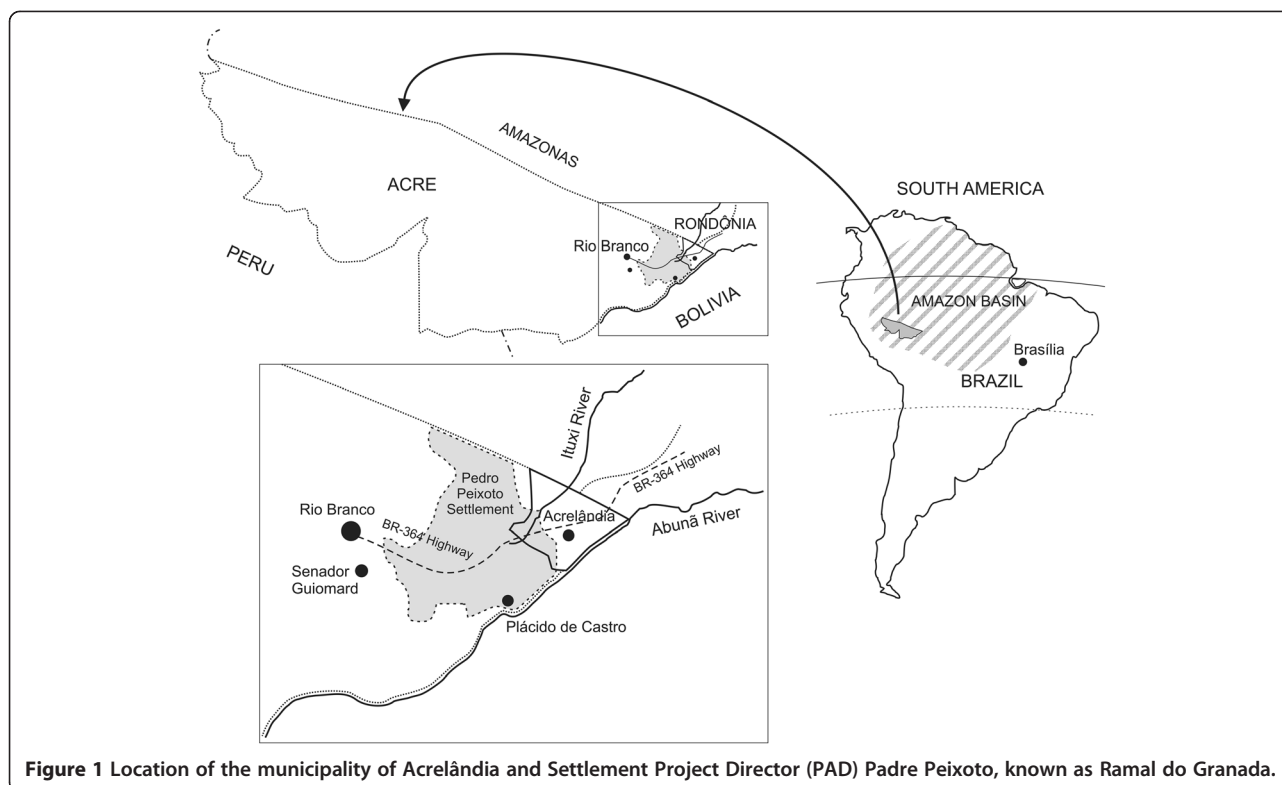 AMAZONAS
ACRE
PERU
RONDÔNIA
Rio Branco
BOLIVIA
SOUTH AMERICA
AMAZON BASIN
Brasília
BRAZIL
Ituxi River
Pedro
Peixoto
Settlement
BR-364 Highway
Rio Branco
BR-364 Highway
Acrelândia
Abunã River
Senador
Guiomard
Plácido de Castro
Figure 1 Location of the municipality of Acrelândia and Settlement Project Director (PAD) Padre Peixoto, known as Ramal do Granada.